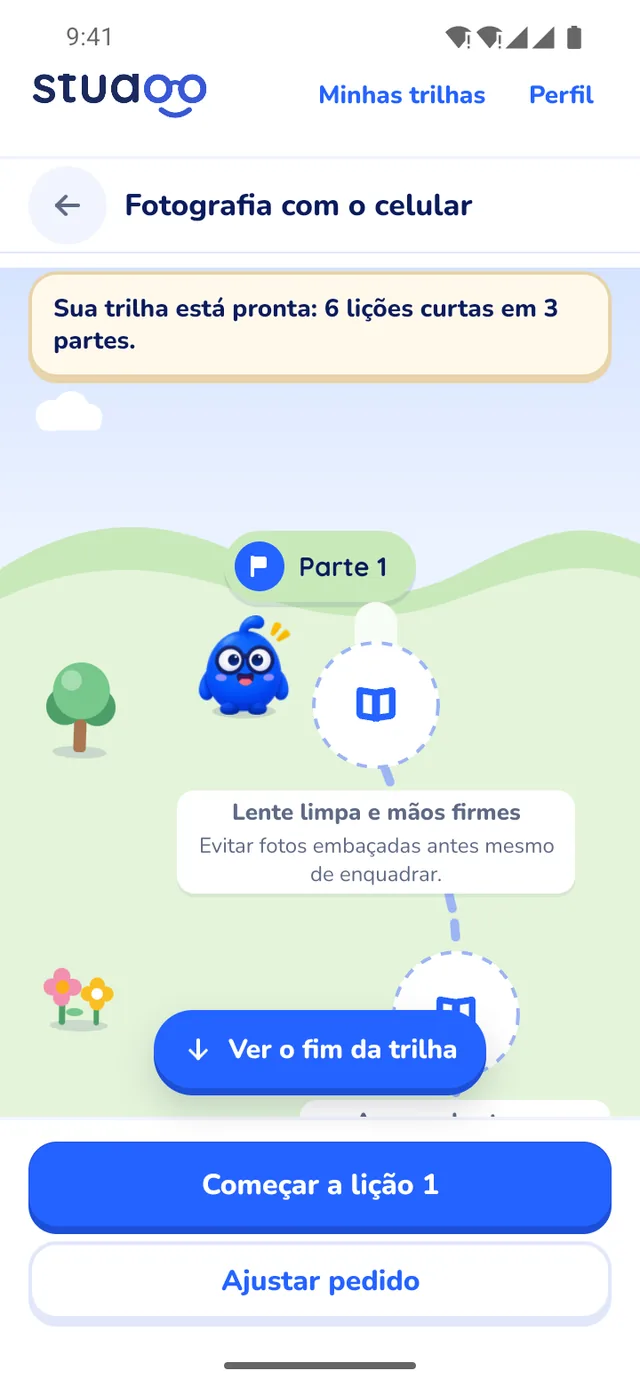 9:41
studoo
Minhas trilhas
Perfil
Fotografia com o celular
Sua trilha está pronta: 6 lições curtas em 3
partes.
Parte 1
Lente limpa e mãos firmes
Evitar fotos embaçadas antes mesmo
de enquadrar.
Ver o fim da trilha
Começar a lição 1
Ajustar pedido